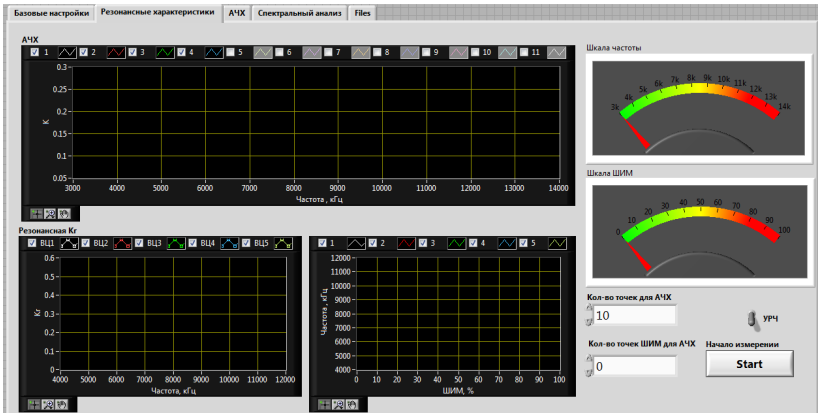 Базовые настройки Резонансные характеристики АЧХ Спектральный анализ Files
АЧХ
1 2 3 4 5 6 7 8 9 10 11
0.3
0.25
0.2
0.15
0.1
0.05
K
3000 4000 5000 6000 7000 8000 9000 10000 11000 12000 13000 14000
Частота , кГц
Шкала частоты
3k 4k 5k 6k 7k 8k 9k 10k 11k 12k 13k 14k
Шкала ШИМ
0 10 20 30 40 50 60 70 80 90 100
Резонансная Kr
ВЦ1 ВЦ2 ВЦ3 ВЦ4 ВЦ5
0.6
0.5
0.4
0.3
0.2
0.1
0
Kr
4000 5000 6000 7000 8000 9000 10000 11000 12000
Частота, кГц
1 2 3 4 5
12000
11000
10000
9000
8000
7000
6000
5000
4000
Частота , кГц
0 10 20 30 40 50 60 70 80 90 100
ШИМ, %
Кол-во точек для АЧХ
10
УРЧ
Кол-во точек ШИМ для АЧХ
0
Начало измерении
Start